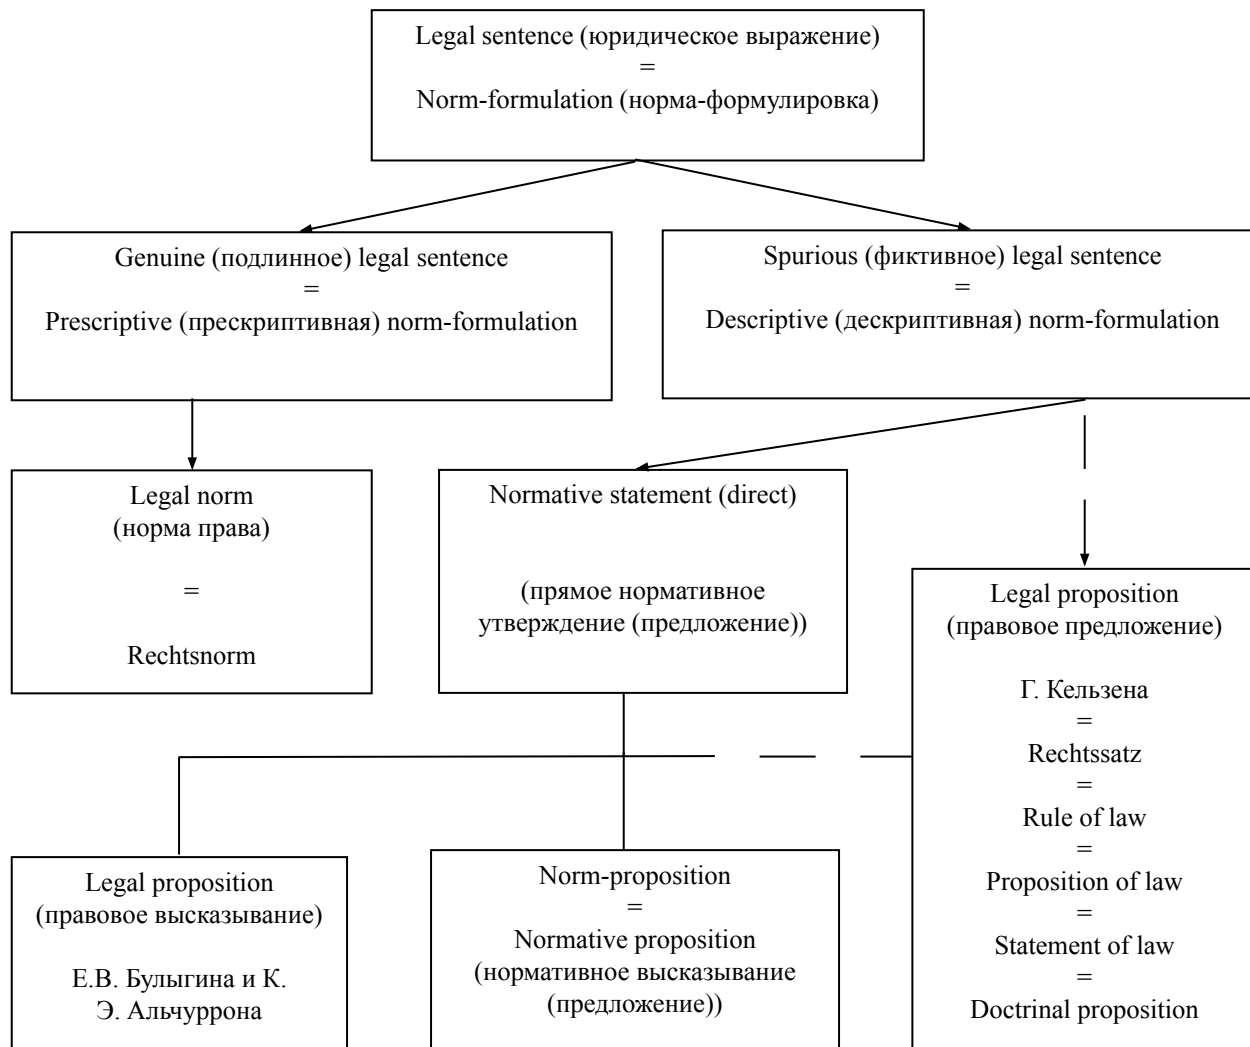 Legal sentence (юридическое выражение)
=
Norm-formulation (норма-формулировка)
Genuine (подлинное) legal sentence
=
Prescriptive (прескриптивная) norm-formulation
Spurious (фиктивное) legal sentence
=
Descriptive (дескриптивная) norm-formulation
Legal norm
(норма права)
=
Rechtsnorm
Normative statement (direct)
(прямое нормативное
утверждение (предложение))
Legal proposition
(правовое предложение)
Г. Кельзена
=
Rechtssatz
=
Rule of law
=
Proposition of law
=
Statement of law
=
Doctrinal proposition
Legal proposition
(правовое высказывание)
Е.В. Булыгина и К.
Э. Альчуррона
Norm-proposition
=
Normative proposition
(нормативное высказывание
(предложение))